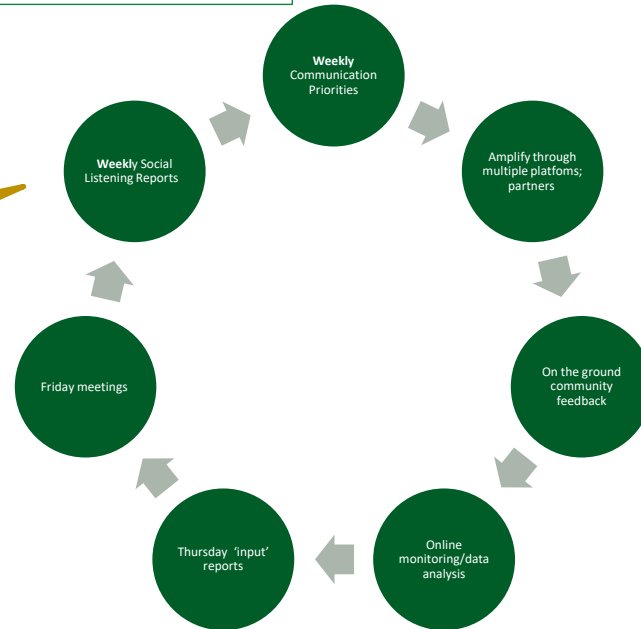 Weekly
Communication
Priorities
Amplify through
multiple platfoms;
partners
On the ground
community
feedback
Online
monitoring/data
analysis
Thursday ‘input’
reports
Friday meetings
Weekly Social
Listening Reports